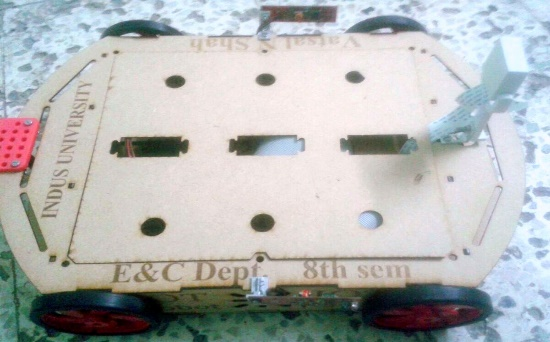 Vatsal N Shah
INDUS UNIVERSITY
E&C Dept 8th sem